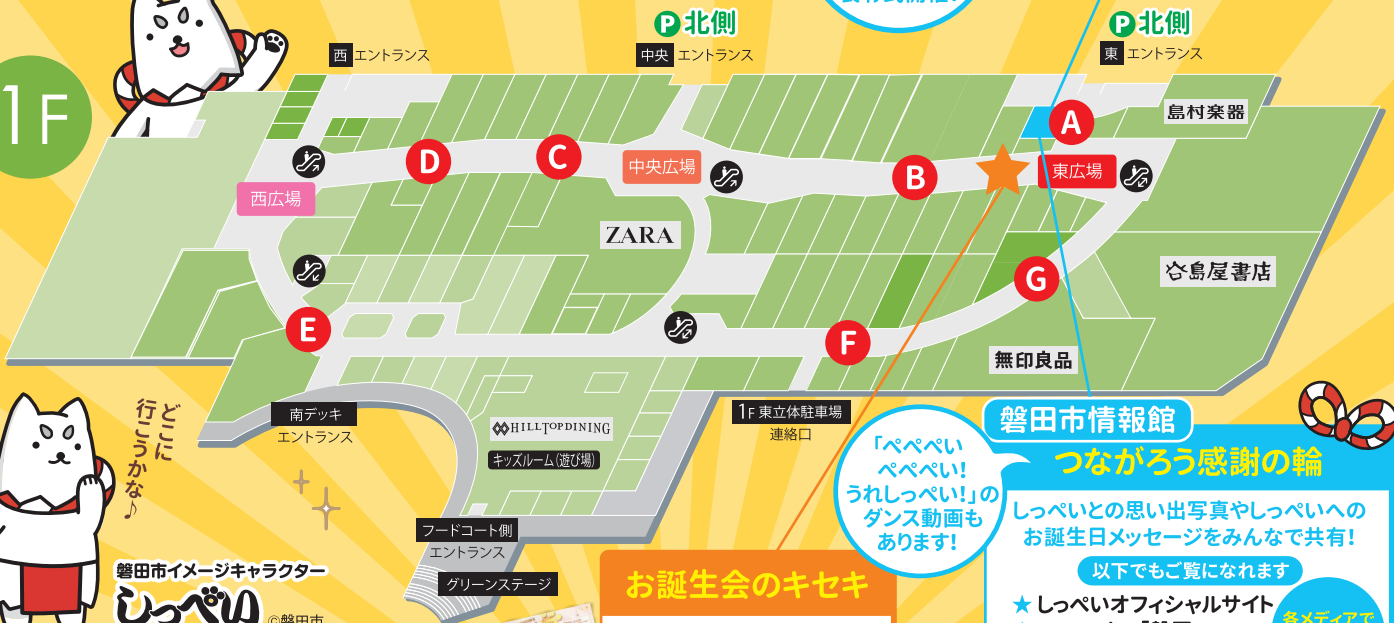 P北側
P北側
西 エントランス
中央 エントランス
東 エントランス
1F
A
島村楽器
D
C
中央広場
B
東広場
西広場
ZARA
G
谷島屋書店
E
F
無印良品
どこに
行こうかな♪
南デッキ
エントランス
1F 東立体駐車場
連絡口
HILLTOPDINING
キッズルーム(遊び場)
フードコート側
エントランス
グリーンステージ
「ぺぺぺい
ぺぺぺい!
うれしっぺい!」の
ダンス動画も
あります!
磐田市情報館
つながろう感謝の輪
しっぺいとの思い出写真やしっぺいへの
お誕生日メッセージをみんなで共有!
以下でもご覧になれます
★しっぺいオフィシャルサイト
各メディアで
お誕生会のキセキ
磐田市イメージキャラクター
しっぺい
©磐田市